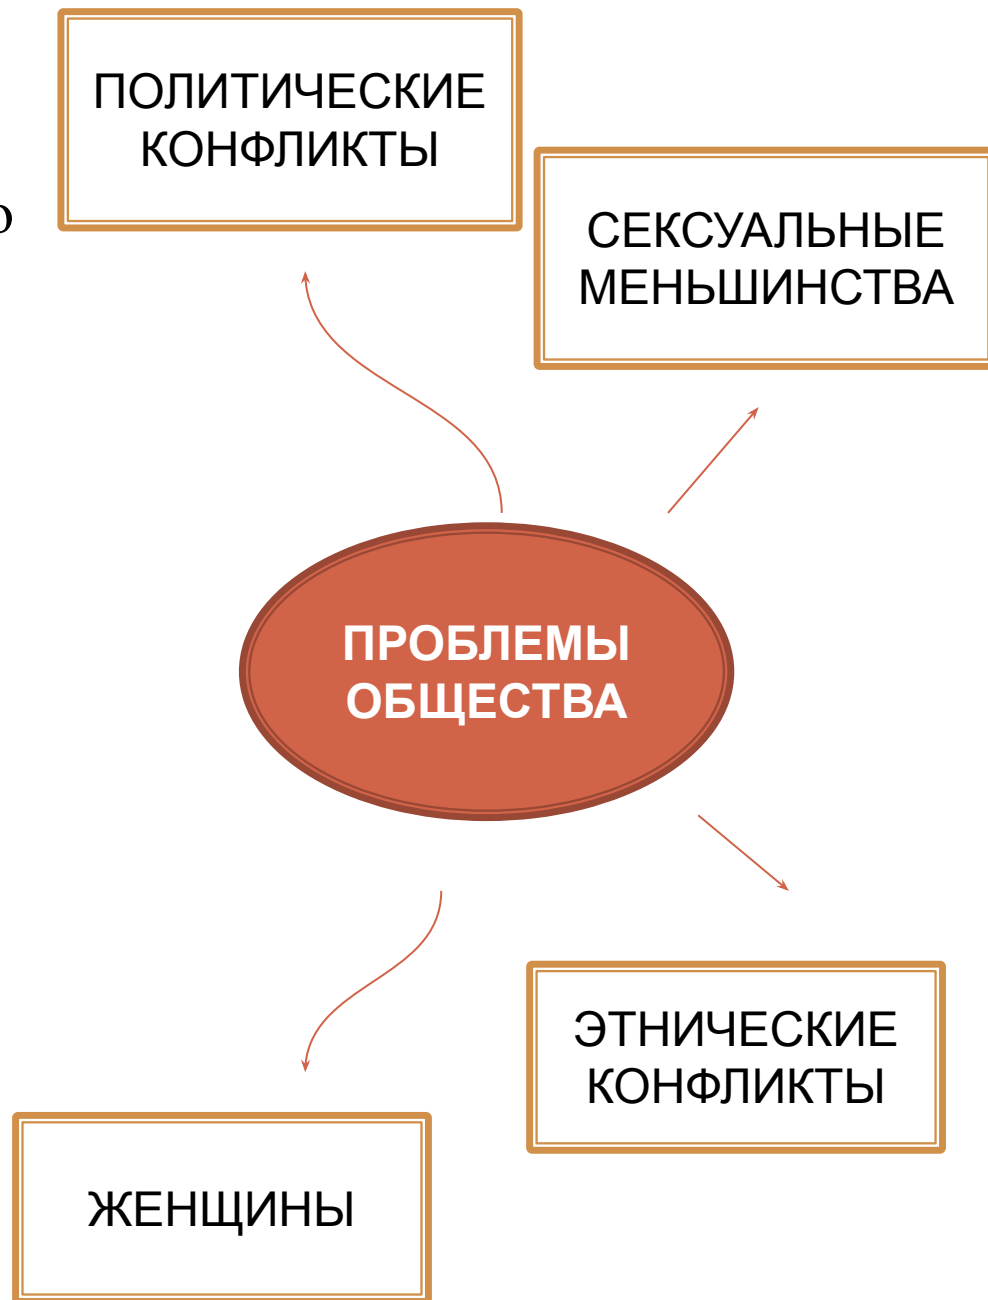 ПОЛИТИЧЕСКИЕ
КОНФЛИКТЫ
СЕКСУАЛЬНЫЕ
МЕНЬШИНСТВА
ПРОБЛЕМЫ
ОБЩЕСТВА
ЭТНИЧЕСКИЕ
КОНФЛИКТЫ
ЖЕНЩИНЫ